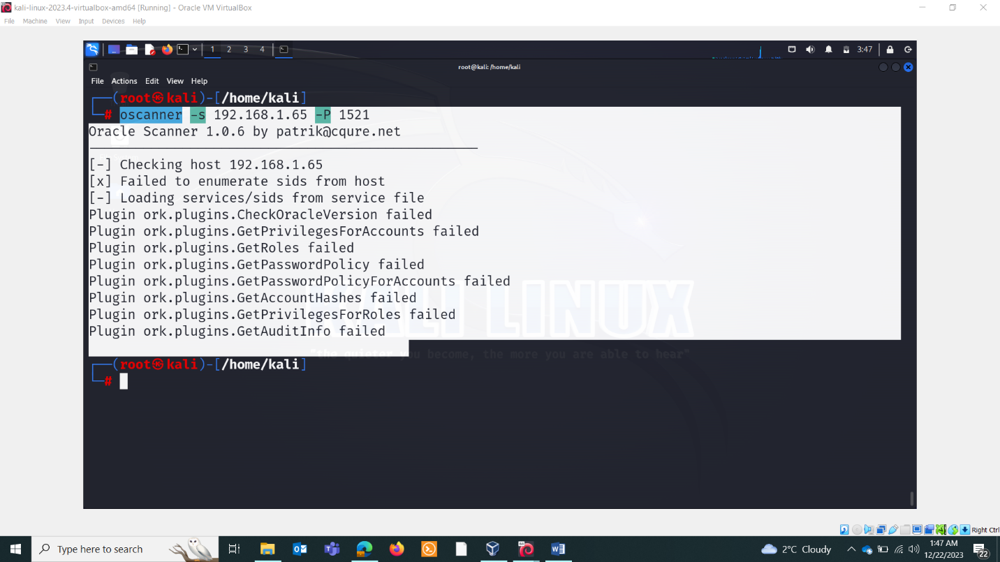 kali-linux-2023.4-virtualbox-amd64 [Running] - Oracle VM VirtualBox
File Machine View Input Devices Help
1 2 3 4 3:47
root@kali: /home/kali
File Actions Edit View Help
┌──(root㉿kali)-[/home/kali]
└─# oscanner -s 192.168.1.65 -P 1521
Oracle Scanner 1.0.6 by patrik@cqure.net
[-] Checking host 192.168.1.65
[x] Failed to enumerate sids from host
[-] Loading services/sids from service file
Plugin ork.plugins.CheckOracleVersion failed
Plugin ork.plugins.GetPrivilegesForAccounts failed
Plugin ork.plugins.GetRoles failed
Plugin ork.plugins.GetPasswordPolicy failed
Plugin ork.plugins.GetPasswordPolicyForAccounts failed
Plugin ork.plugins.GetAccountHashes failed
Plugin ork.plugins.GetPrivilegesForRoles failed
Plugin ork.plugins.GetAuditInfo failed
KALI LINUX
"the quieter you become, the more you are able to hear"
┌──(root㉿kali)-[/home/kali]
└─#
Right Ctrl
Type here to search
2°C Cloudy
1:47 AM
12/22/2023
22